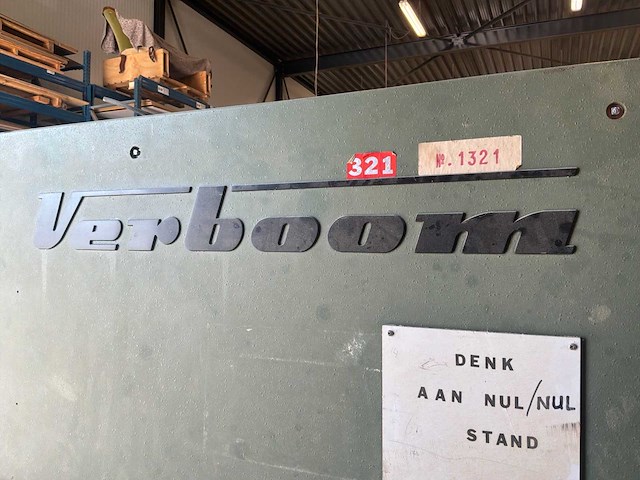 321
No. 1321
Verboom
DENK
AAN NUL/NUL
STAND